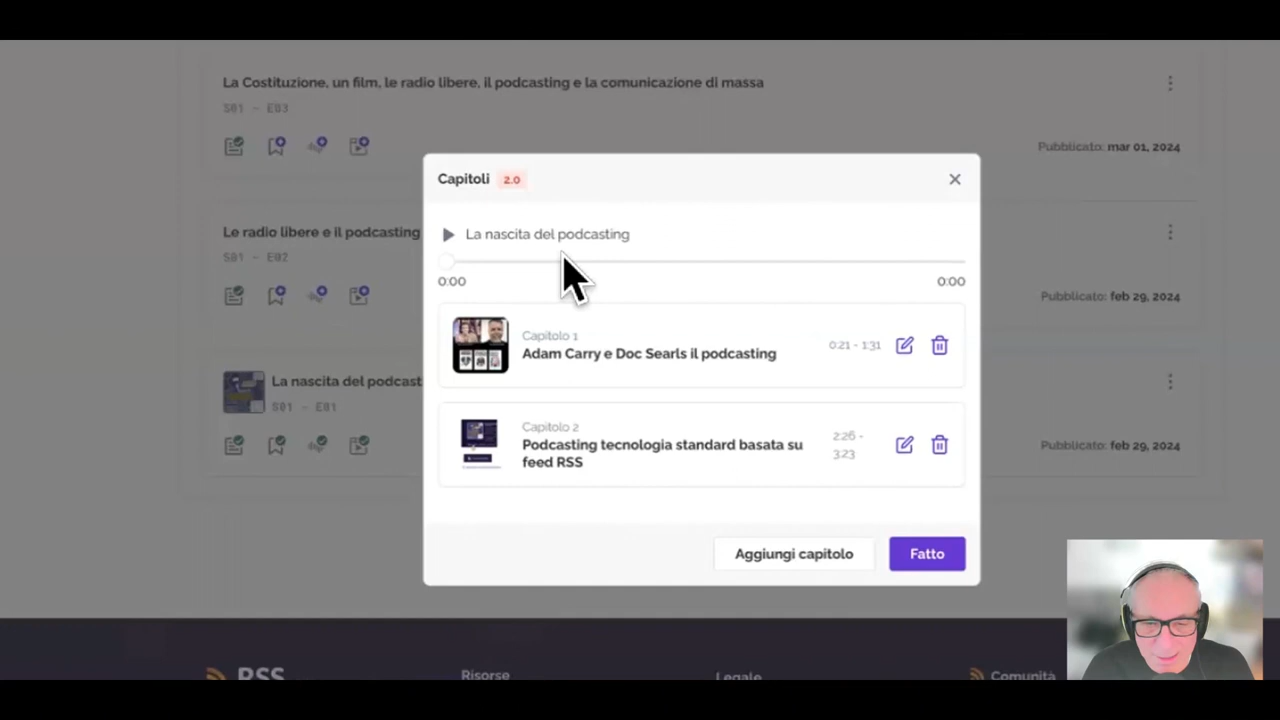 La Costituzione, un film, le radio libere, il podcasting e la comunicazione di massa
S01 - E03
Pubblicato: mar 01, 2024
Capitoli 2.0
La nascita del podcasting
0:00 0:00
Capitolo 1
Adam Carry e Doc Searls il podcasting
0:21 - 1:31
Capitolo 2
Podcasting tecnologia standard basata su
feed RSS
2:26 -
3:23
Aggiungi capitolo
Fatto
Le radio libere e il podcasting
S01 - E02
Pubblicato: feb 29, 2024
La nascita del podcast
S01 - E01
Pubblicato: feb 29, 2024
RSS
Risorse
Legale
Comunità